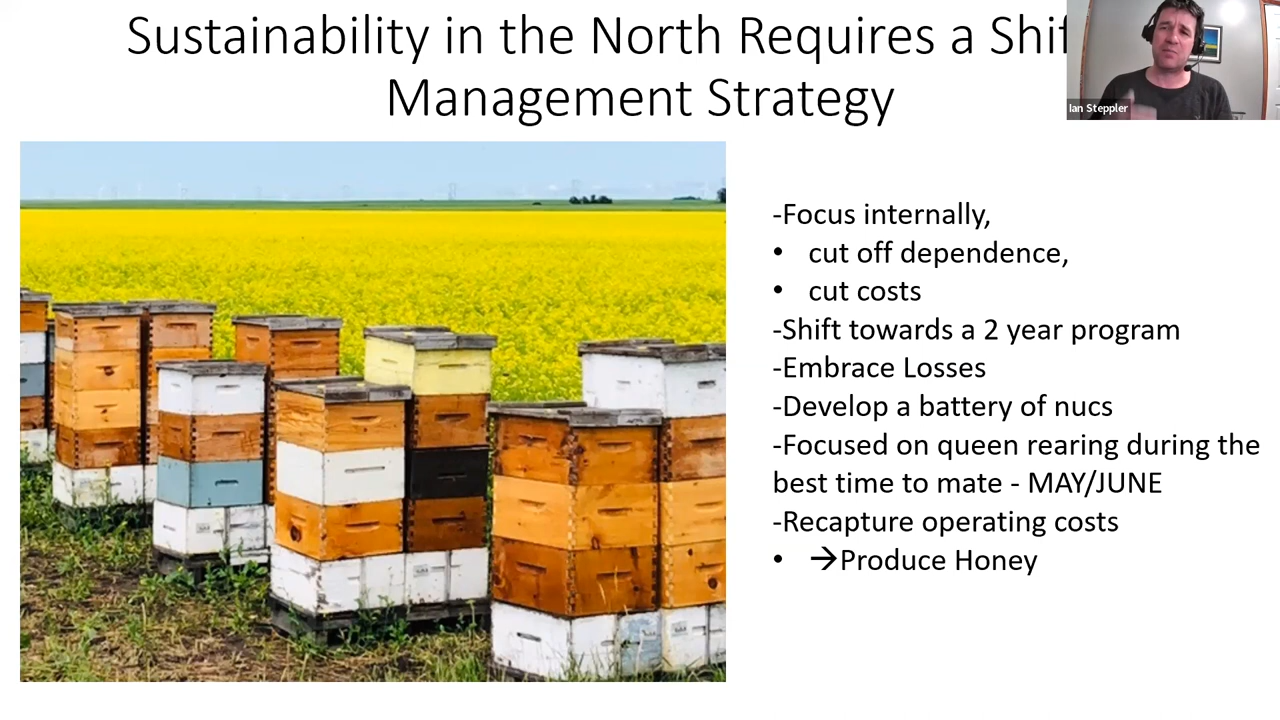 Sustainability in the North Requires a Shif
Management Strategy
Ian Steppler
-Focus internally,
• cut off dependence,
• cut costs
-Shift towards a 2 year program
-Embrace Losses
-Develop a battery of nucs
-Focused on queen rearing during the
best time to mate - MAY/JUNE
-Recapture operating costs
• →Produce Honey